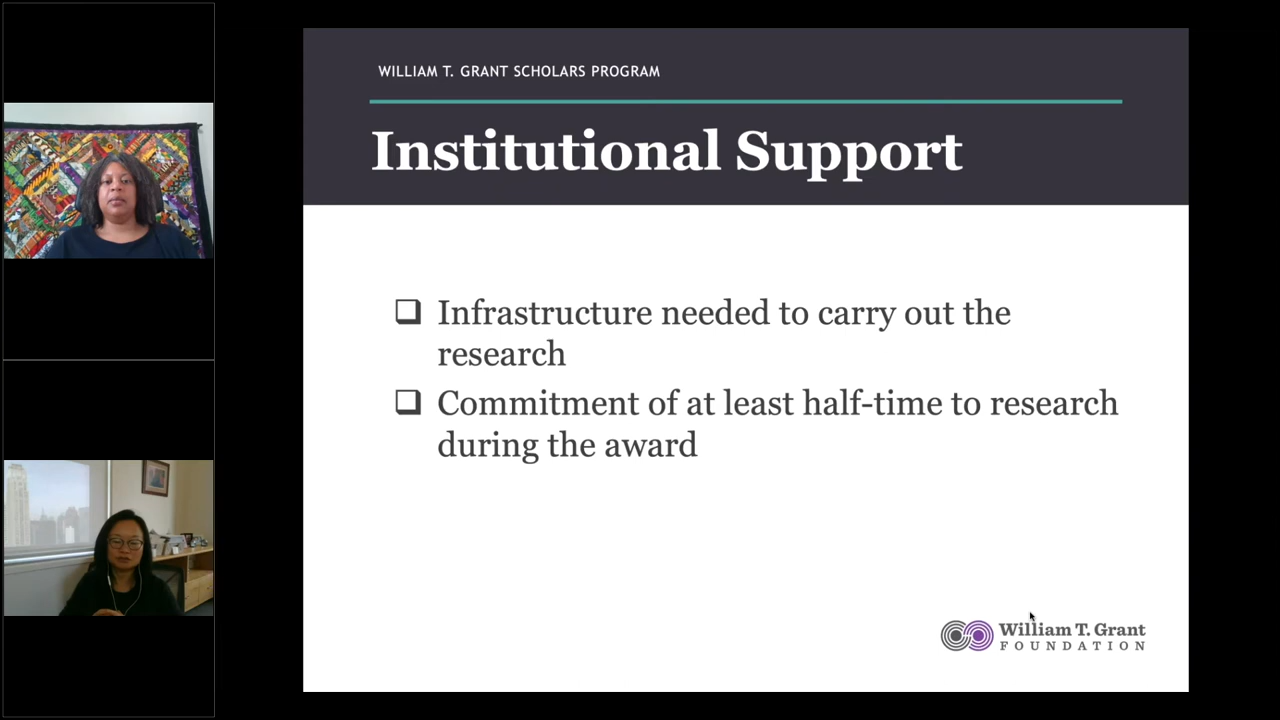 WILLIAM T. GRANT SCHOLARS PROGRAM
Institutional Support
Infrastructure needed to carry out the
research
Commitment of at least half-time to research
during the award
William T. Grant
FOUNDATION